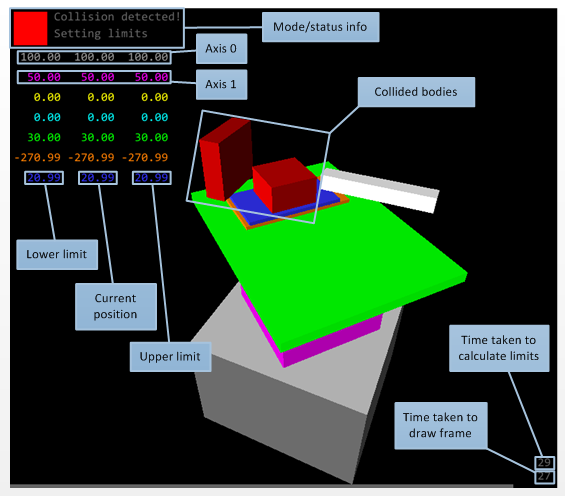 Collision detected!
Setting limits
Mode/status info
100.00 100.00 100.00
Axis 0
50.00 50.00 50.00
Axis 1
0.00 0.00 0.00
Collided bodies
0.00 0.00 0.00
30.00 30.00 30.00
-270.99 -270.99 -270.99
20.99 20.99 20.99
Lower limit
Current
position
Upper limit
Time taken to
calculate limits
Time taken to
draw frame
29
27